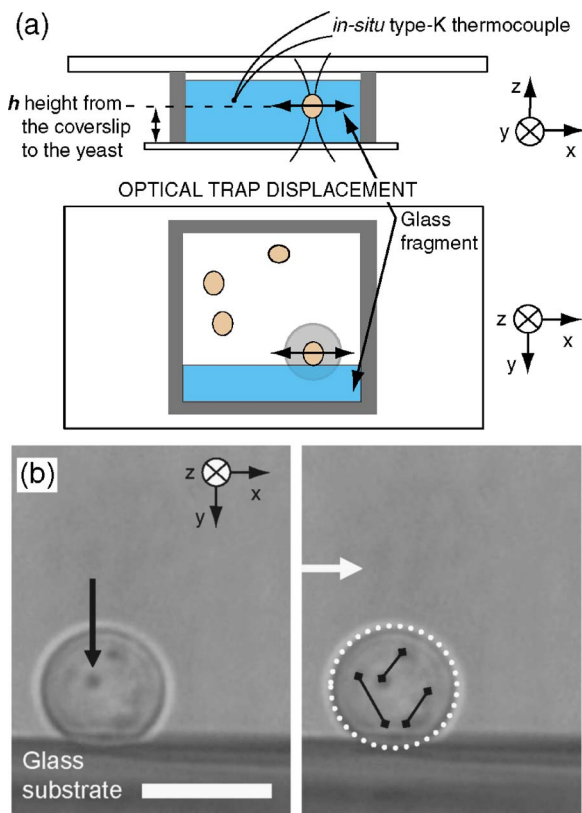 (a)
in-situ type-K thermocouple
h height from
the coverslip
to the yeast
z
y
x
OPTICAL TRAP DISPLACEMENT
Glass
fragment
z
x
y
(b)
z
x
y
Glass
substrate